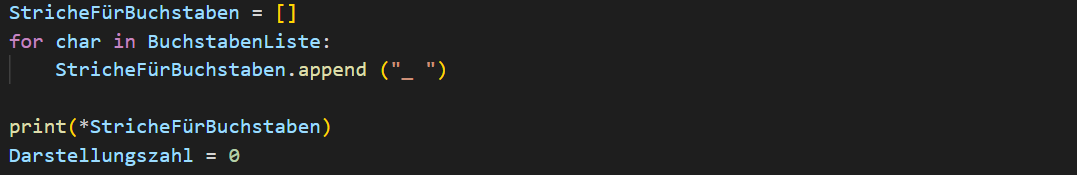 StricheFürBuchstaben = []
for char in BuchstabenListe:
    StricheFürBuchstaben.append ("_ ")
print(*StricheFürBuchstaben)
Darstellungszahl = 0